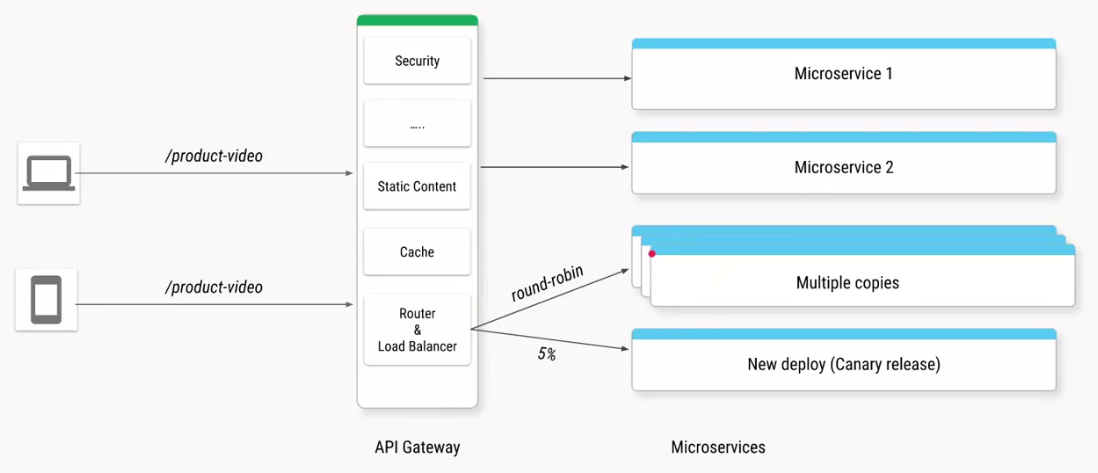 /product-video
/product-video
Security
.....
Static Content
Cache
Router
&
Load Balancer
API Gateway
round-robin
5%
Microservice 1
Microservice 2
Multiple copies
New deploy (Canary release)
Microservices